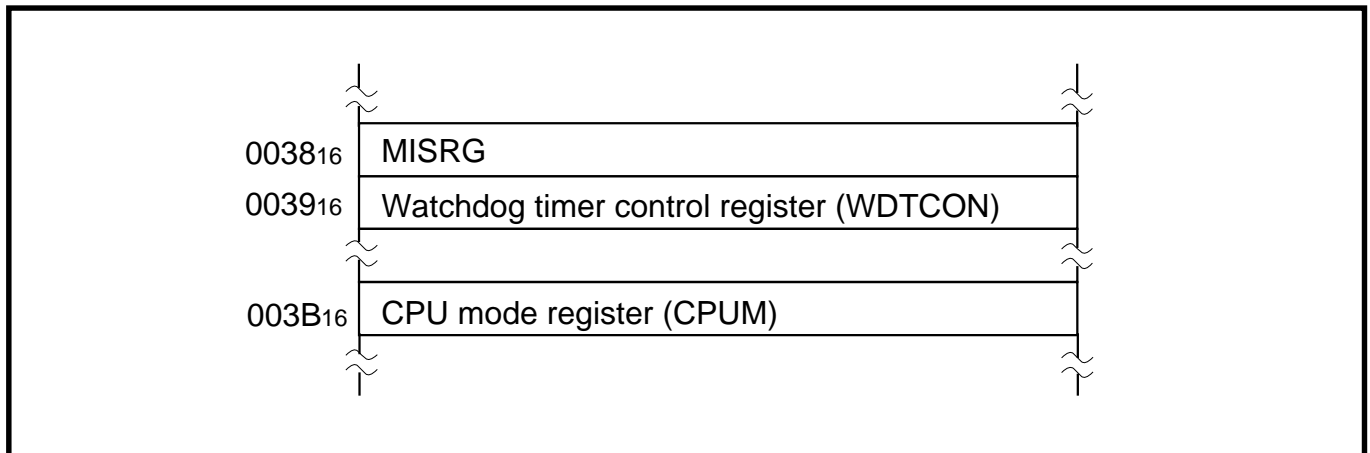 0038₁₆ MISRG
0039₁₆ Watchdog timer control register (WDTCON)
003B₁₆ CPU mode register (CPUM)